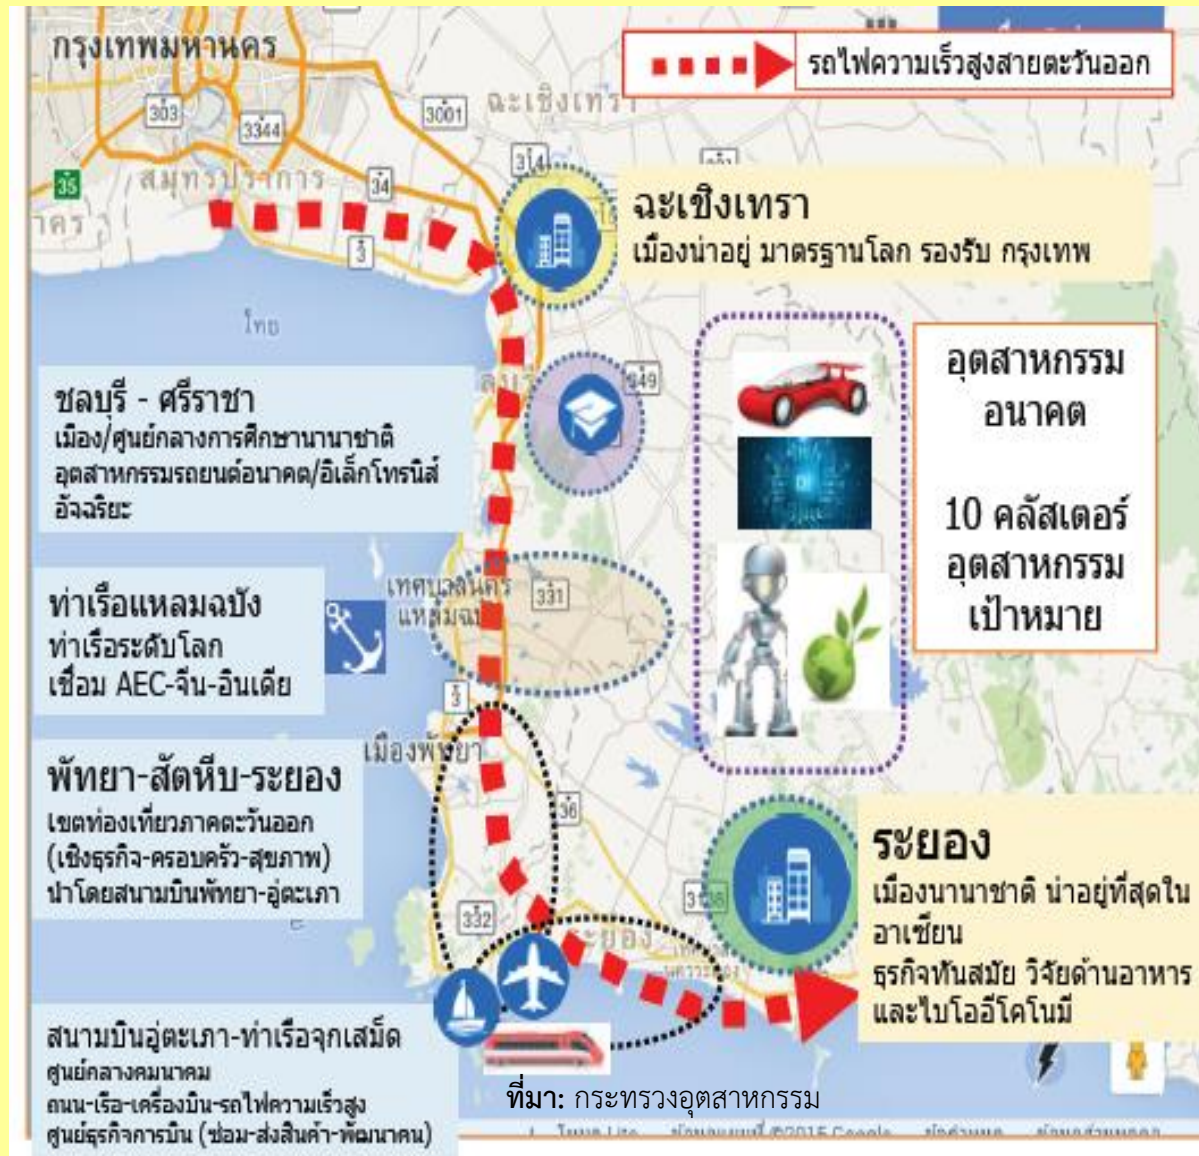 กรุงเทพมหานคร
รถไฟความเร็วสูงสายตะวันออก
303
3344
3001
ฉะเชิงเทรา
314
35
สมุทรปราการ
34
3
ฉะเชิงเทรา
เมืองน่าอยู่ มาตรฐานโลก รองรับ กรุงเทพ
ไทย
ชลบุรี - ศรีราชา
เมือง/ศูนย์กลางการศึกษานานาชาติ
อุตสาหกรรมรถยนต์อนาคต/อิเล็กโทรนิส์
อัจฉริยะ
อุตสาหกรรม
อนาคต
10 คลัสเตอร์
อุตสาหกรรม
เป้าหมาย
ท่าเรือแหลมฉบัง
ท่าเรือระดับโลก
เชื่อม AEC-จีน-อินเดีย
เทศบาลนคร
331
3
เมืองพัทยา
พัทยา-สัตหีบ-ระยอง
เขตท่องเที่ยวภาคตะวันออก
(เชิงธุรกิจ-ครอบครัว-สุขภาพ)
นำโดยสนามบินพัทยา-อู่ตะเภา
36
332
ระยอง
ระยอง
เมืองนานาชาติ น่าอยู่ที่สุดใน
อาเซียน
ธุรกิจทันสมัย วิจัยด้านอาหาร
และไบโออีโคโนมี
สนามบินอู่ตะเภา-ท่าเรือจุกเสม็ด
ศูนย์กลางคมนาคม
ถนน-เรือ-เครื่องบิน-รถไฟความเร็วสูง
ศูนย์ธุรกิจการบิน (ซ่อม-ส่งสินค้า-พัฒนาคน)
ที่มา: กระทรวงอุตสาหกรรม